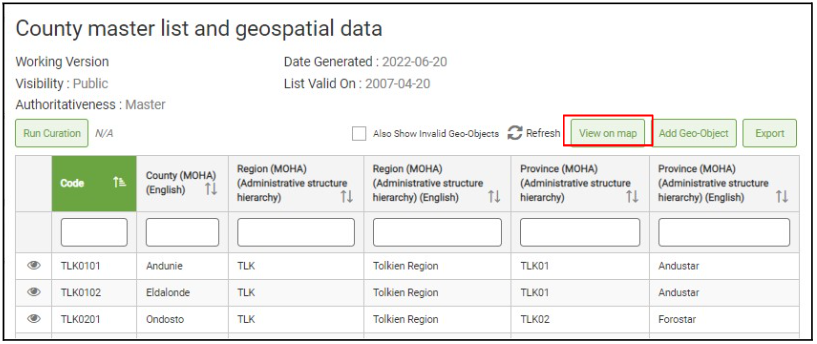 County master list and geospatial data
Working Version
Date Generated : 2022-06-20
Visibility : Public
List Valid On : 2007-04-20
Authoritativeness : Master
Run Curation N/A Also Show Invalid Geo-Objects Refresh View on map Add Geo-Object Export
Code
County (MOHA)
(English)
Region (MOHA)
(Administrative structure
hierarchy)
Region (MOHA)
(Administrative structure
hierarchy) (English)
Province (MOHA)
(Administrative structure
hierarchy)
Province (MOHA)
(Administrative structure
hierarchy) (English)
TLK0101 Andunie TLK Tolkien Region TLK01 Andustar
TLK0102 Eldalonde TLK Tolkien Region TLK01 Andustar
TLK0201 Ondosto TLK Tolkien Region TLK02 Forostar